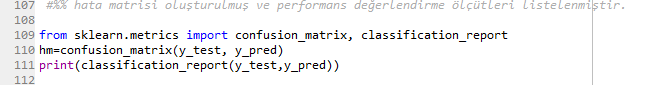 107 #%% hata matrisi oluşturulmuş ve performans değerlendirme ölçütleri listelenmiştir.
108
109 from sklearn.metrics import confusion_matrix, classification_report
110 hm=confusion_matrix(y_test, y_pred)
111 print(classification_report(y_test,y_pred))
112